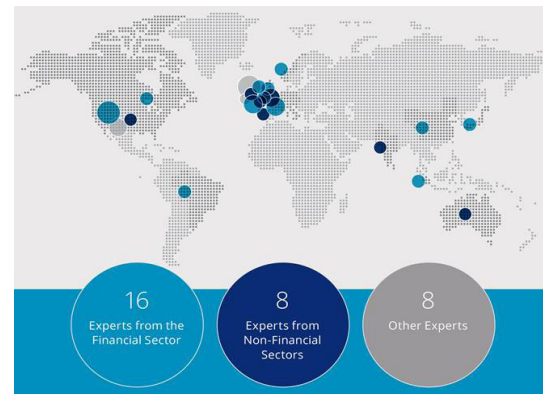 16
Experts from the
Financial Sector
8
Experts from
Non-Financial
Sectors
8
Other Experts